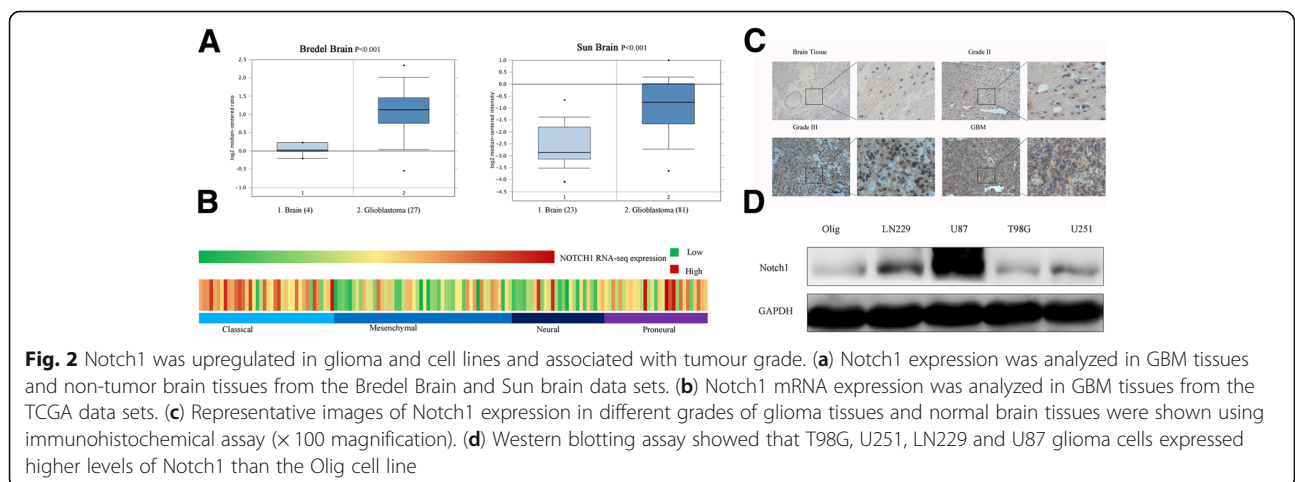 A
Bredel Brain P<0.001
log2 median-centered ratio
2.5
2.0
1.5
1.0
0.5
0.0
0.5
1.0
1
2
1. Brain (4)
2. Glioblastoma (27)
Sun Brain P<0.001
log2 median-centered intensity
1.0
0.5
0.0
-0.5
-1.0
-1.5
-2.0
-2.5
-3.0
-3.5
-4.0
-4.5
1
2
1. Brain (23)
2. Glioblastoma (81)
B
NOTCH1 RNA-seq expression
Low
High
Classical
Mesenchymal
Neural
Proneural
C
Brain Tissue
Grade II
Grade III
GBM
D
Olig LN229 U87 T98G U251
Notch1
GAPDH
Fig. 2 Notch1 was upregulated in glioma and cell lines and associated with tumour grade. (a) Notch1 expression was analyzed in GBM tissues
and non-tumor brain tissues from the Bredel Brain and Sun brain data sets. (b) Notch1 mRNA expression was analyzed in GBM tissues from the
TCGA data sets. (c) Representative images of Notch1 expression in different grades of glioma tissues and normal brain tissues were shown using
immunohistochemical assay (× 100 magnification). (d) Western blotting assay showed that T98G, U251, LN229 and U87 glioma cells expressed
higher levels of Notch1 than the Olig cell line